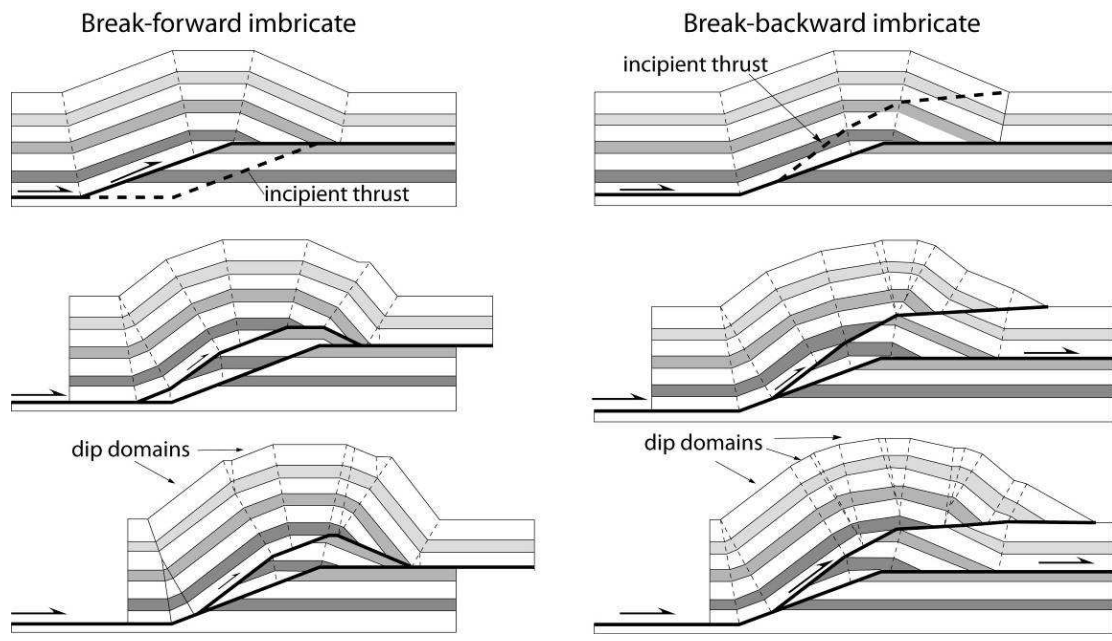 Break-forward imbricate
Break-backward imbricate
incipient thrust
incipient thrust
dip domains
dip domains